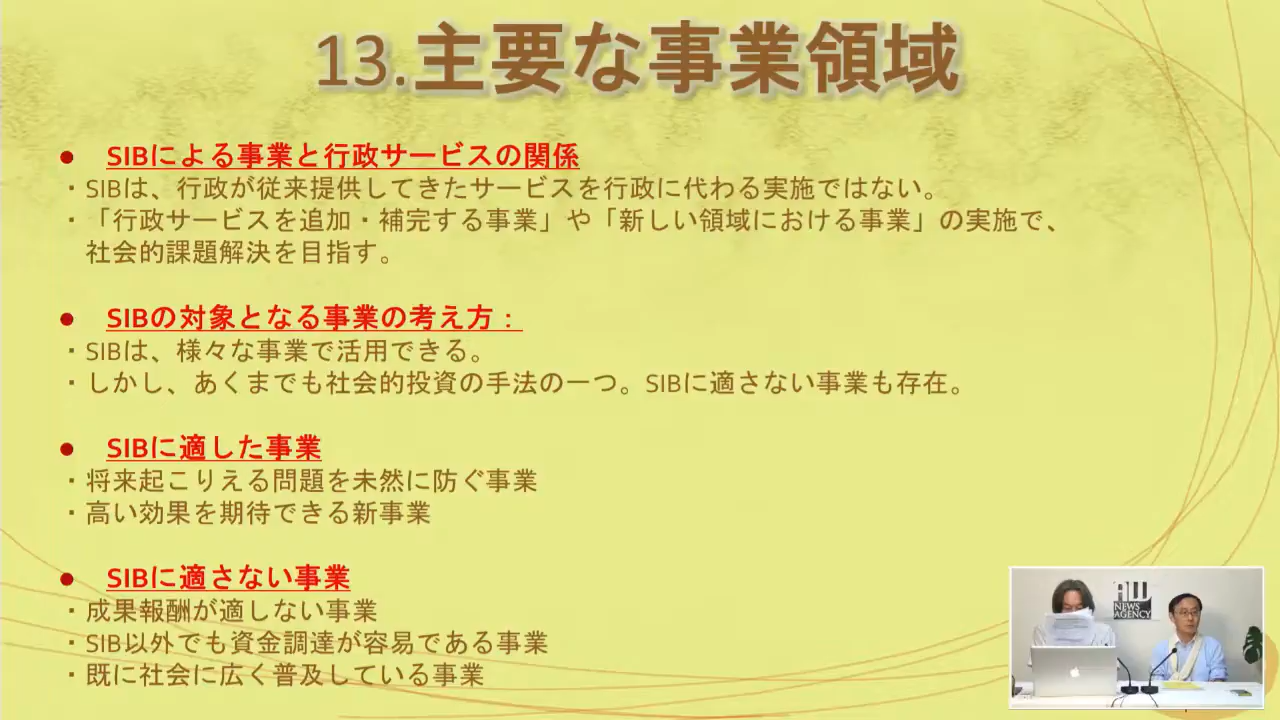 13.主要な事業領域
● SIBによる事業と行政サービスの関係
・SIBは、行政が従来提供してきたサービスを行政に代わる実施ではない。
・「行政サービスを追加・補完する事業」や「新しい領域における事業」の実施で、
社会的課題解決を目指す。
● SIBの対象となる事業の考え方：
・SIBは、様々な事業で活用できる。
・しかし、あくまでも社会的投資の手法の一つ。SIBに適さない事業も存在。
● SIBに適した事業
・将来起こりえる問題を未然に防ぐ事業
・高い効果を期待できる新事業
● SIBに適さない事業
・成果報酬が適しない事業
・SIB以外でも資金調達が容易である事業
・既に社会に広く普及している事業
NEWS
AGENCY